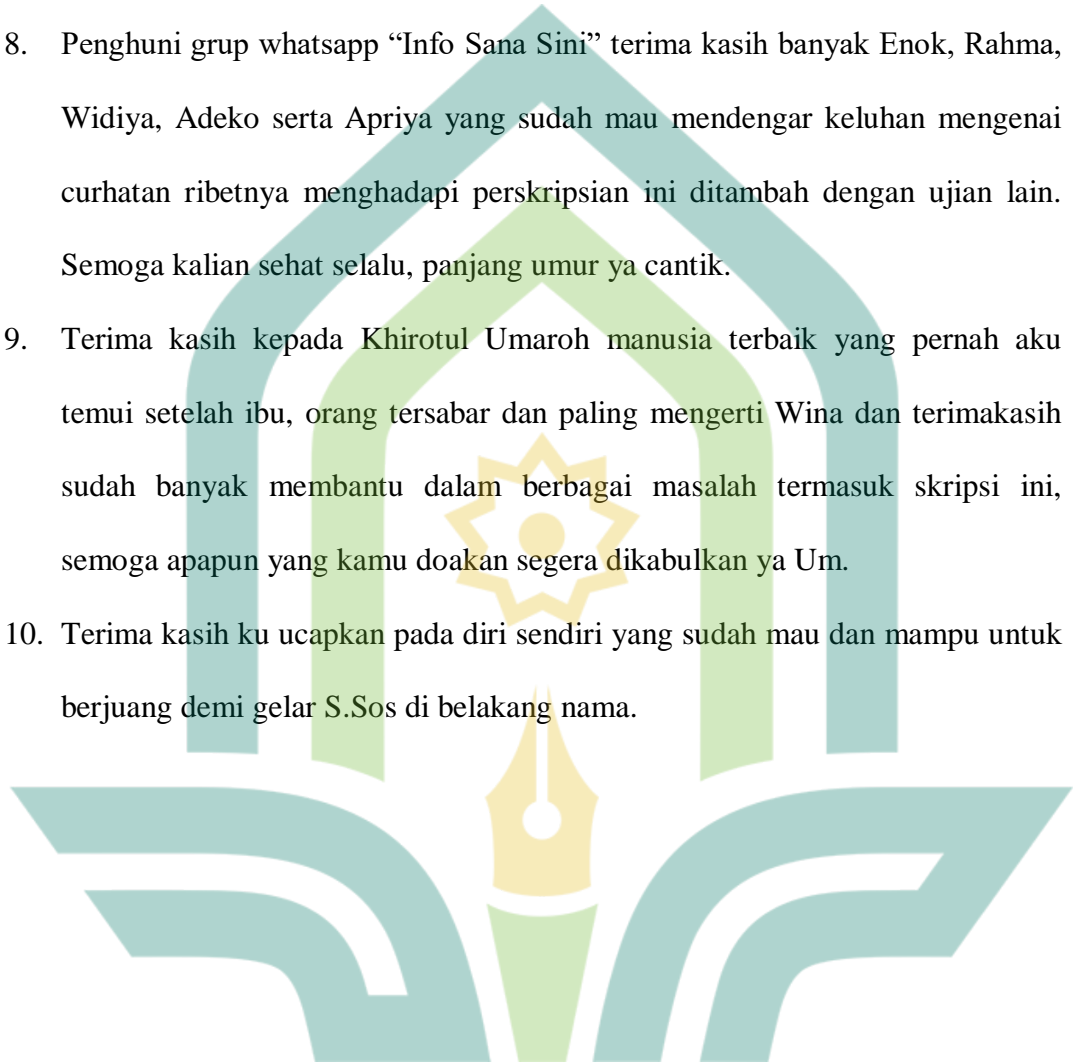 8. Penghuni grup whatsapp “Info Sana Sini” terima kasih banyak Enok, Rahma,
Widiya, Adeko serta Apriya yang sudah mau mendengar keluhan mengenai
curhatan ribetnya menghadapi perskripsian ini ditambah dengan ujian lain.
Semoga kalian sehat selalu, panjang umur ya cantik.
9. Terima kasih kepada Khirotul Umaroh manusia terbaik yang pernah aku
temui setelah ibu, orang tersabar dan paling mengerti Wina dan terimakasih
sudah banyak membantu dalam berbagai masalah termasuk skripsi ini,
semoga apapun yang kamu doakan segera dikabulkan ya Um.
10. Terima kasih ku ucapkan pada diri sendiri yang sudah mau dan mampu untuk
berjuang demi gelar S.Sos di belakang nama.